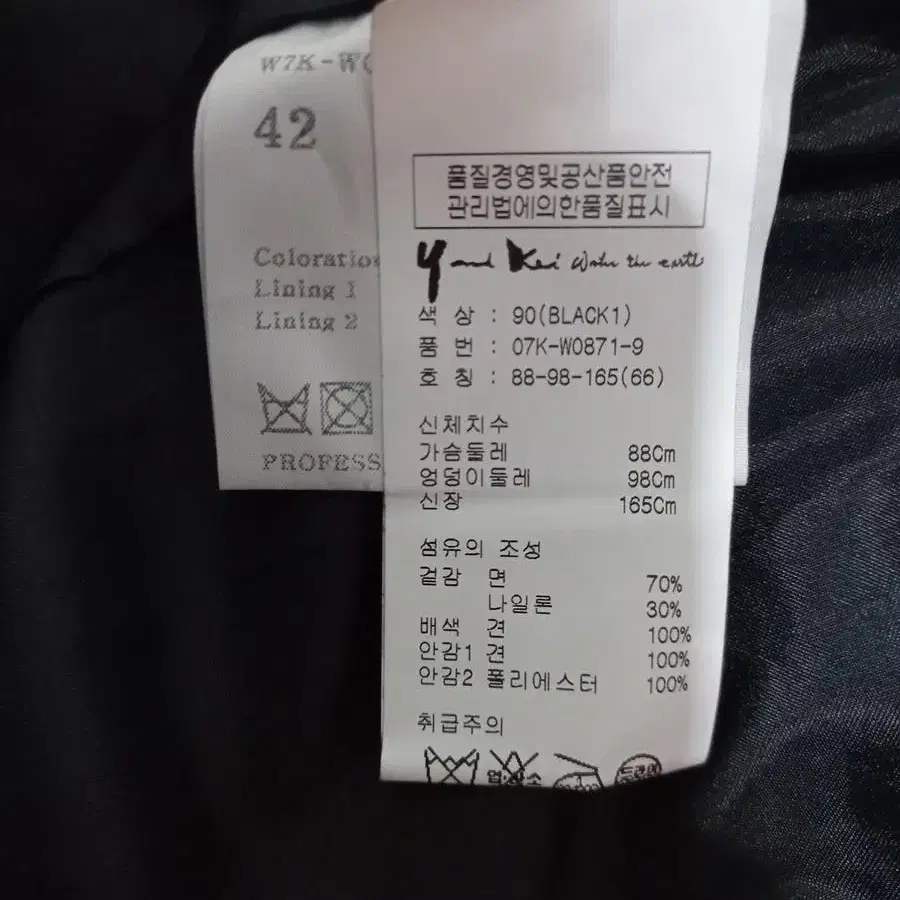 W7K-W
42
Coloratio
Lining 1
Lining 2
PROFESS
품질경영및공산품안전
관리법에의한품질표시
Y and Kei water the earth
색 상 : 90(BLACK1)
품 번 : 07K-W0871-9
호 칭 : 88-98-165(66)
신체치수
가슴둘레 88Cm
엉덩이둘레 98Cm
신장 165Cm
섬유의 조성
겉감 면 70%
나일론 30%
배색 견 100%
안감1 견 100%
안감2 폴리에스터 100%
취급주의